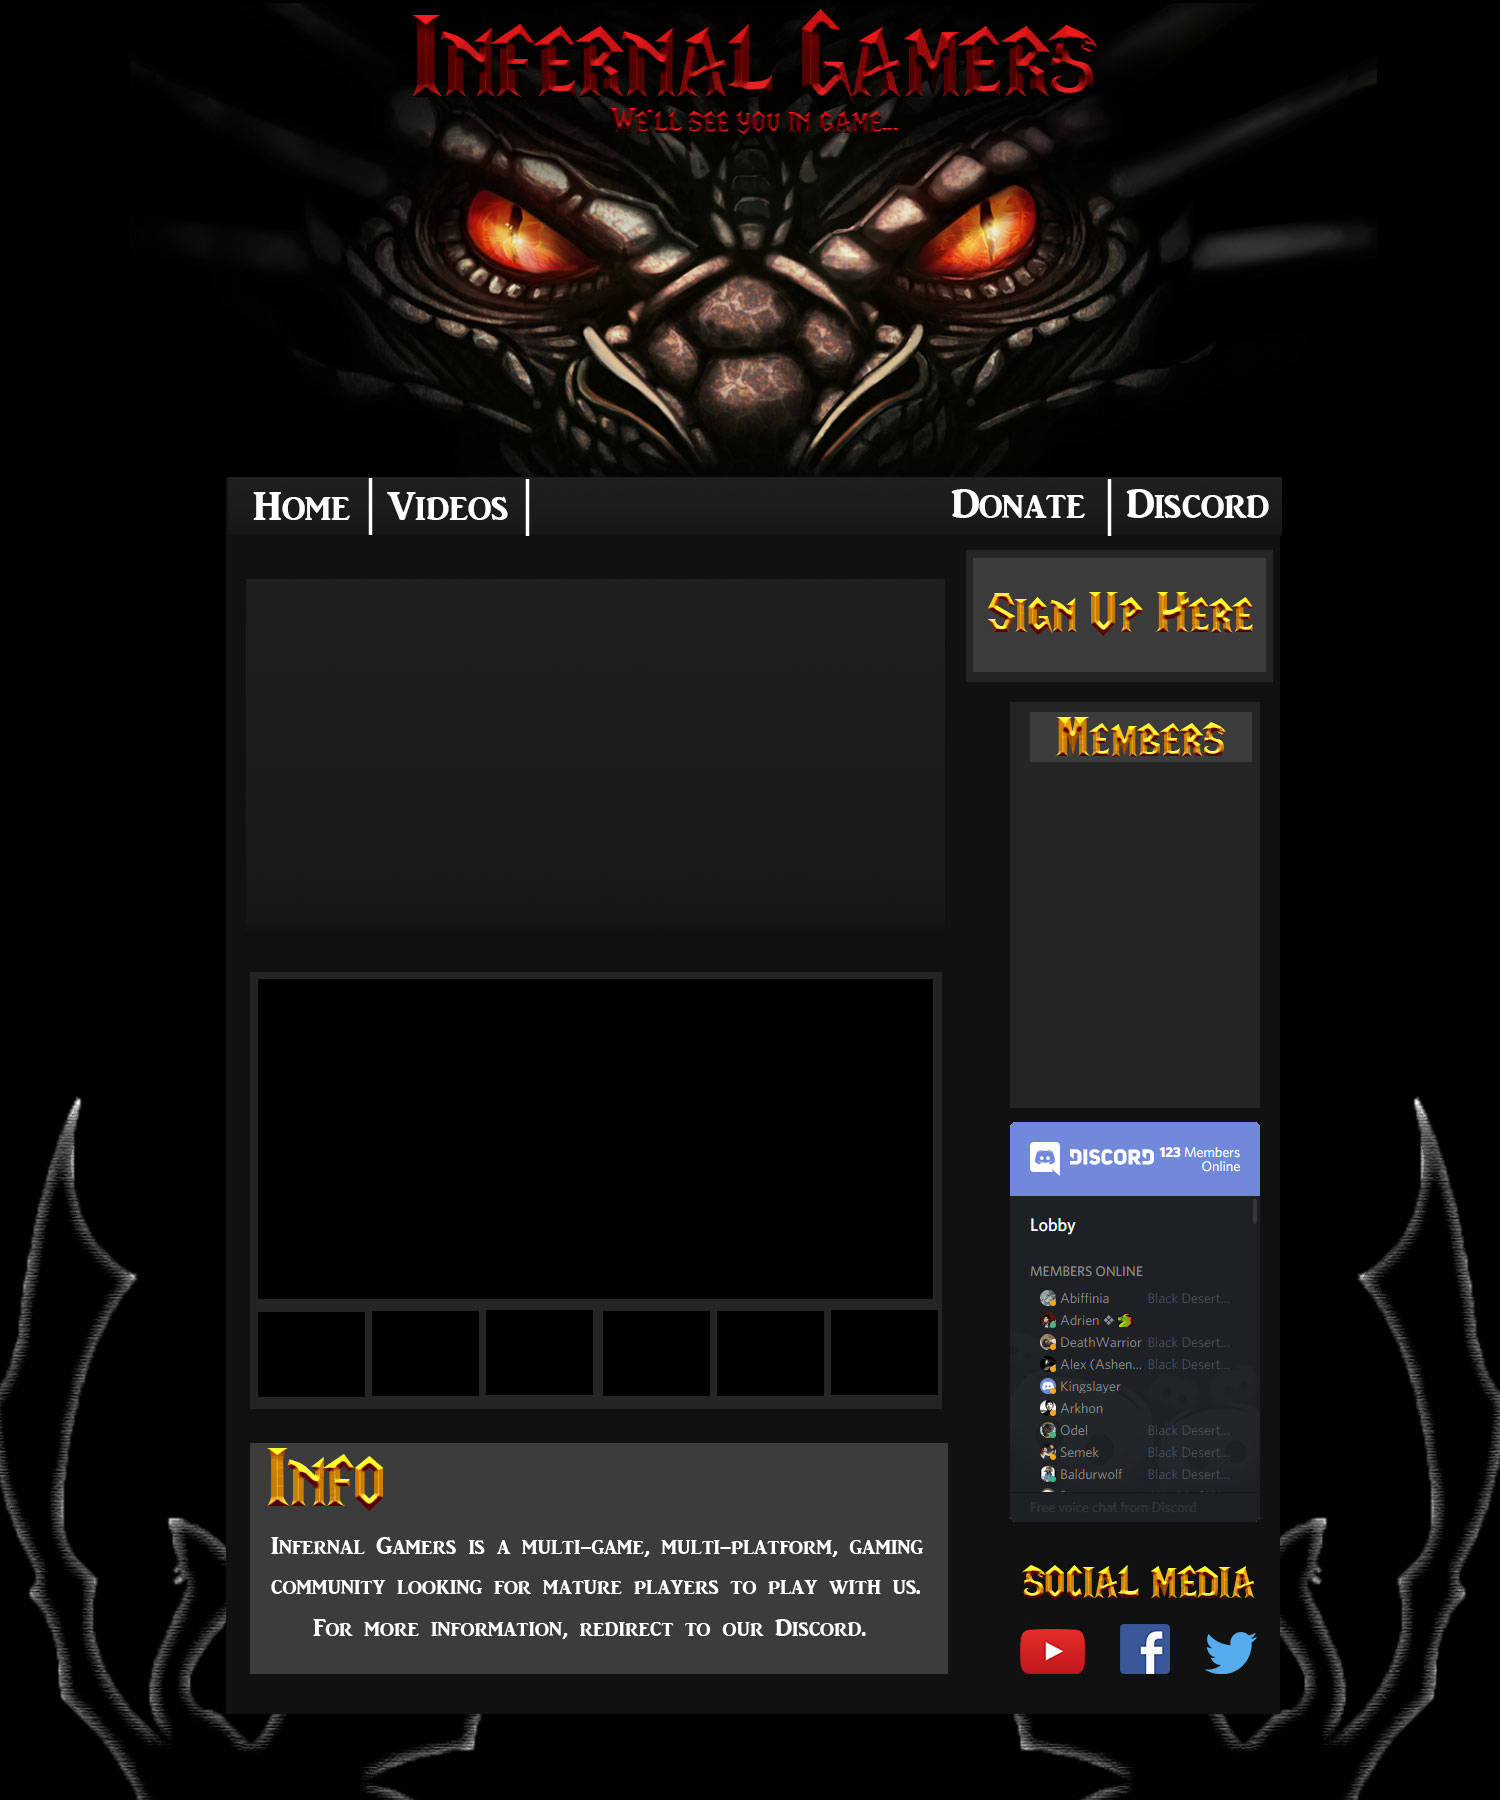 Infernal Gamers
We'll see you in game...
Home
Videos
Donate
Discord
Sign Up Here
Members
DISCORD 123 Members
Online
Lobby
MEMBERS ONLINE
Abiffinia Black Desert...
Adrien
DeathWarrior Black Desert...
Alex (Ashen... Black Desert...
Kingslayer
Arkhon
Odel Black Desert...
Semek Black Desert...
Baldurwolf Black Desert...
Free voice chat from Discord
Info
Infernal Gamers is a multi-game, multi-platform, gaming
community looking for mature players to play with us.
For more information, redirect to our Discord.
Social Media